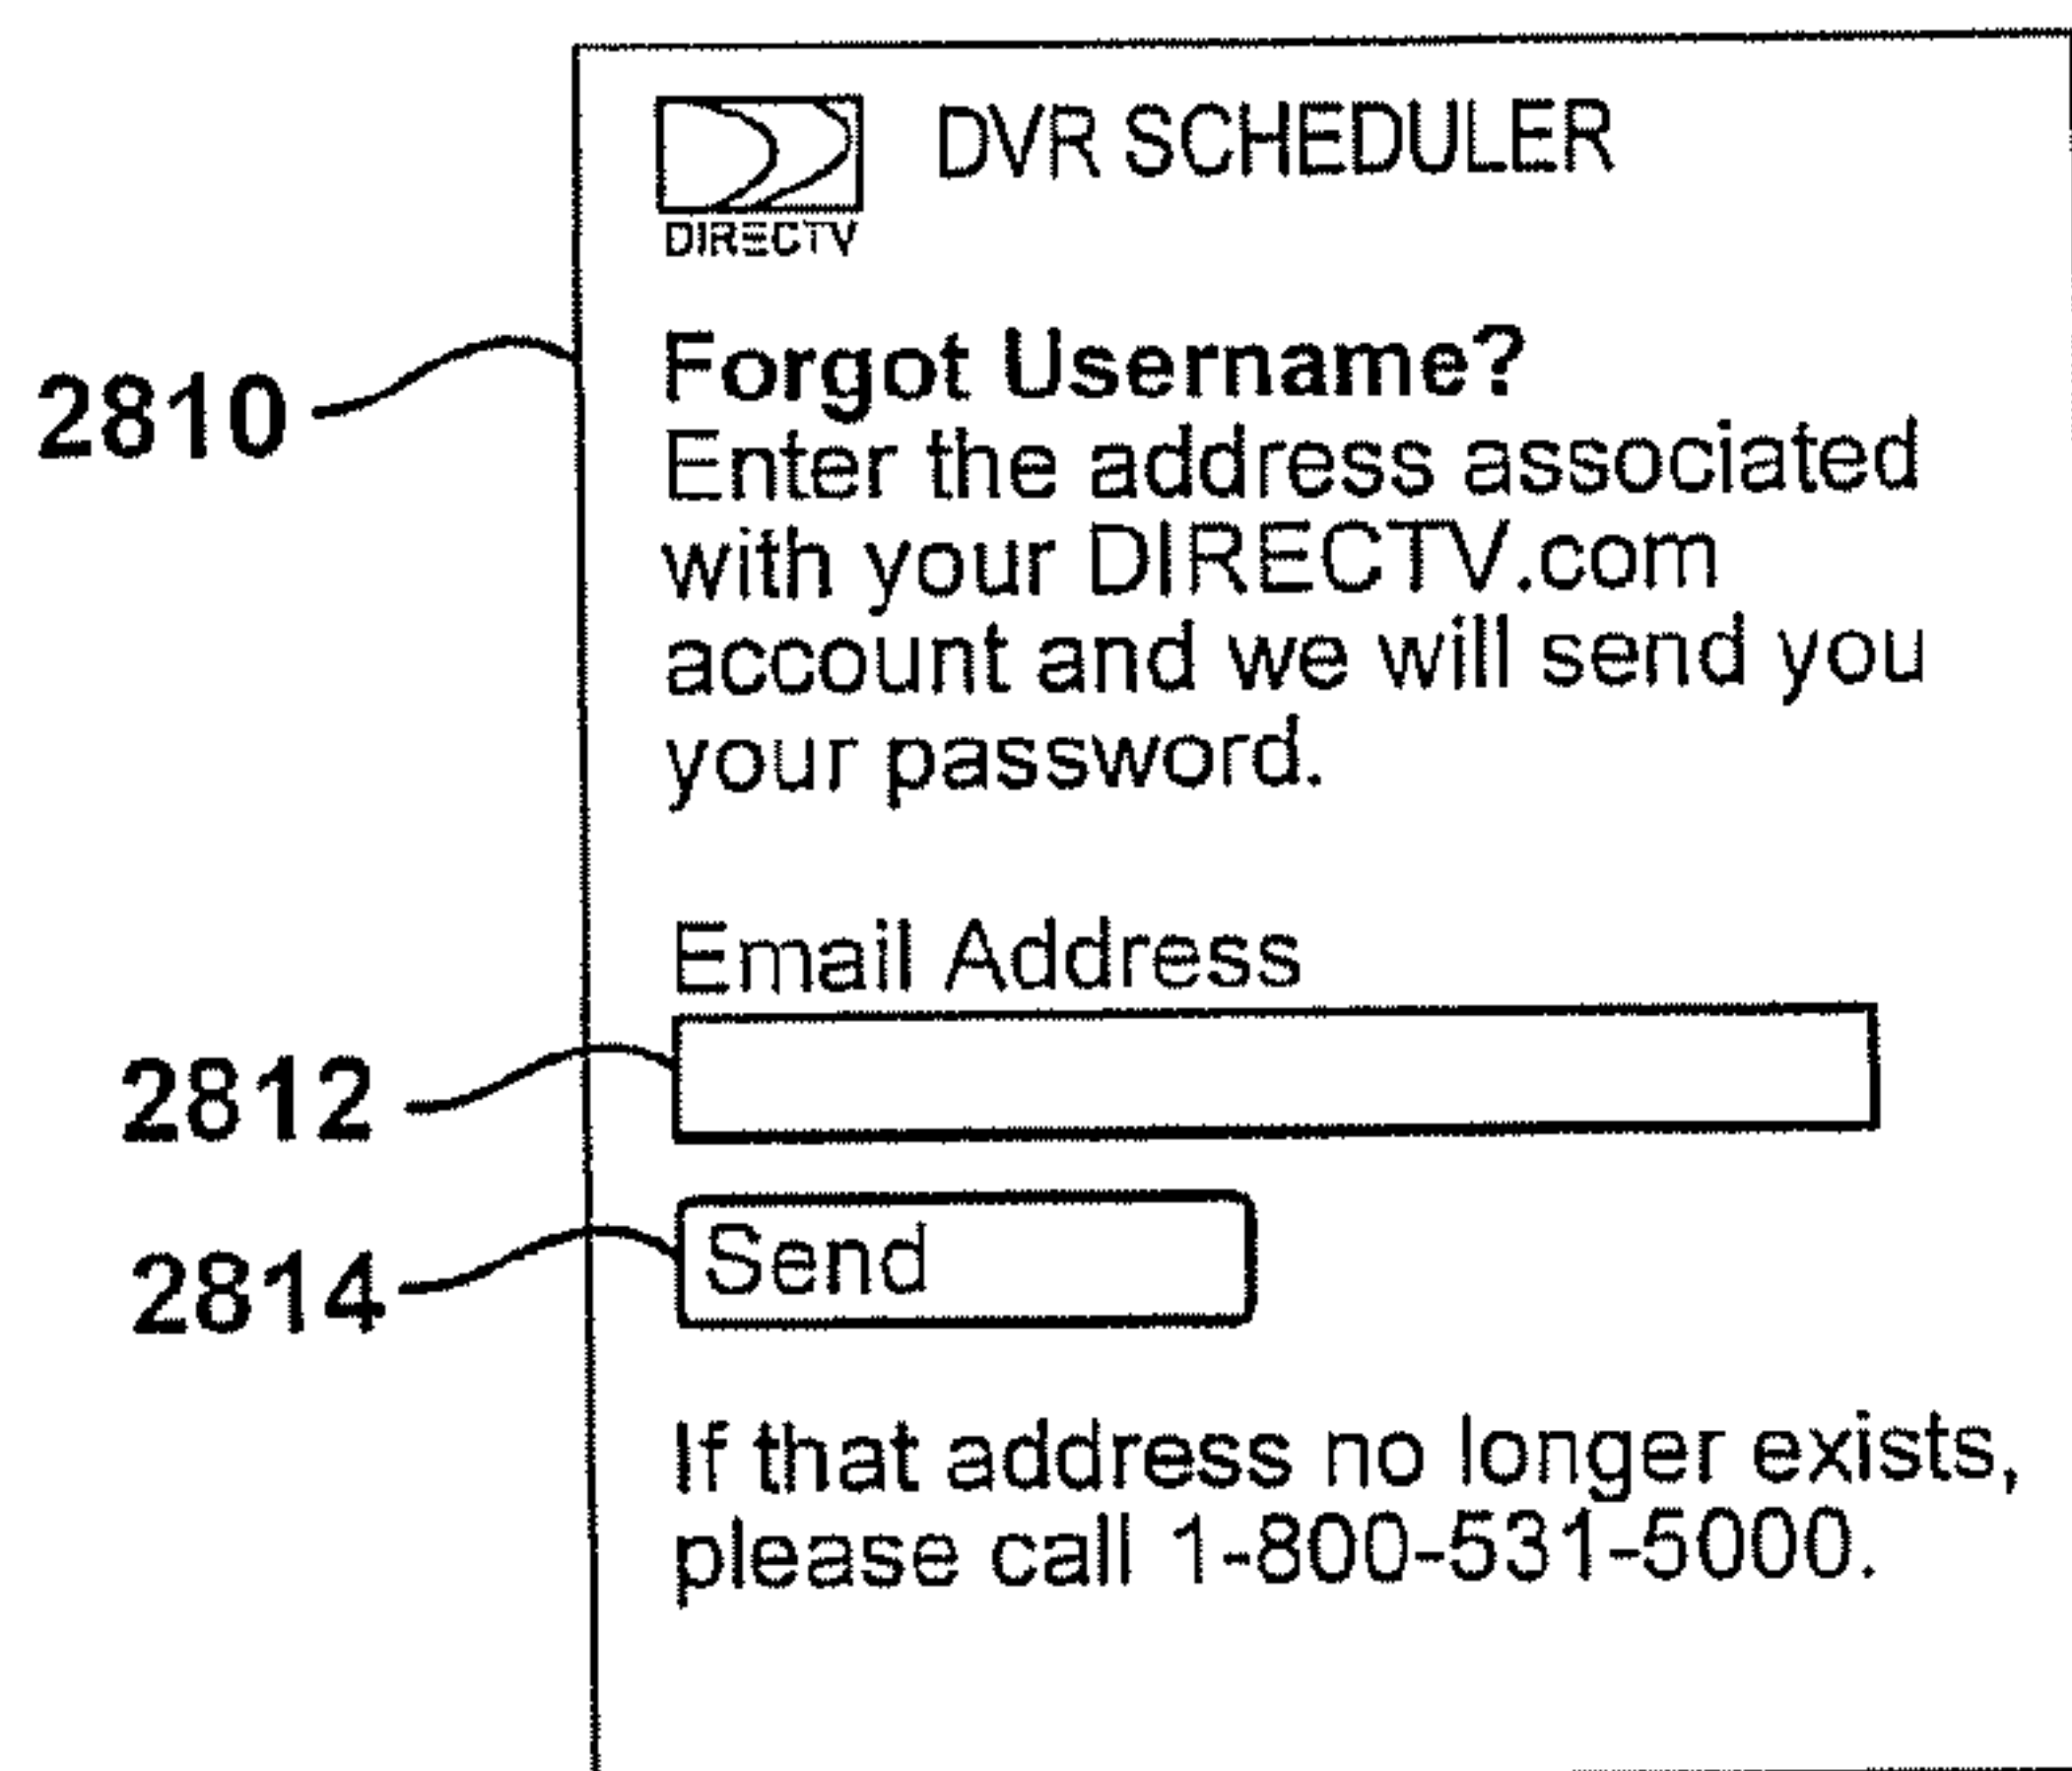 DVR SCHEDULER
DIRECTV
2810
Forgot Username?
Enter the address associated
with your DIRECTV.com
account and we will send you
your password.
Email Address
2812
2814
Send
If that address no longer exists,
please call 1-800-531-5000.